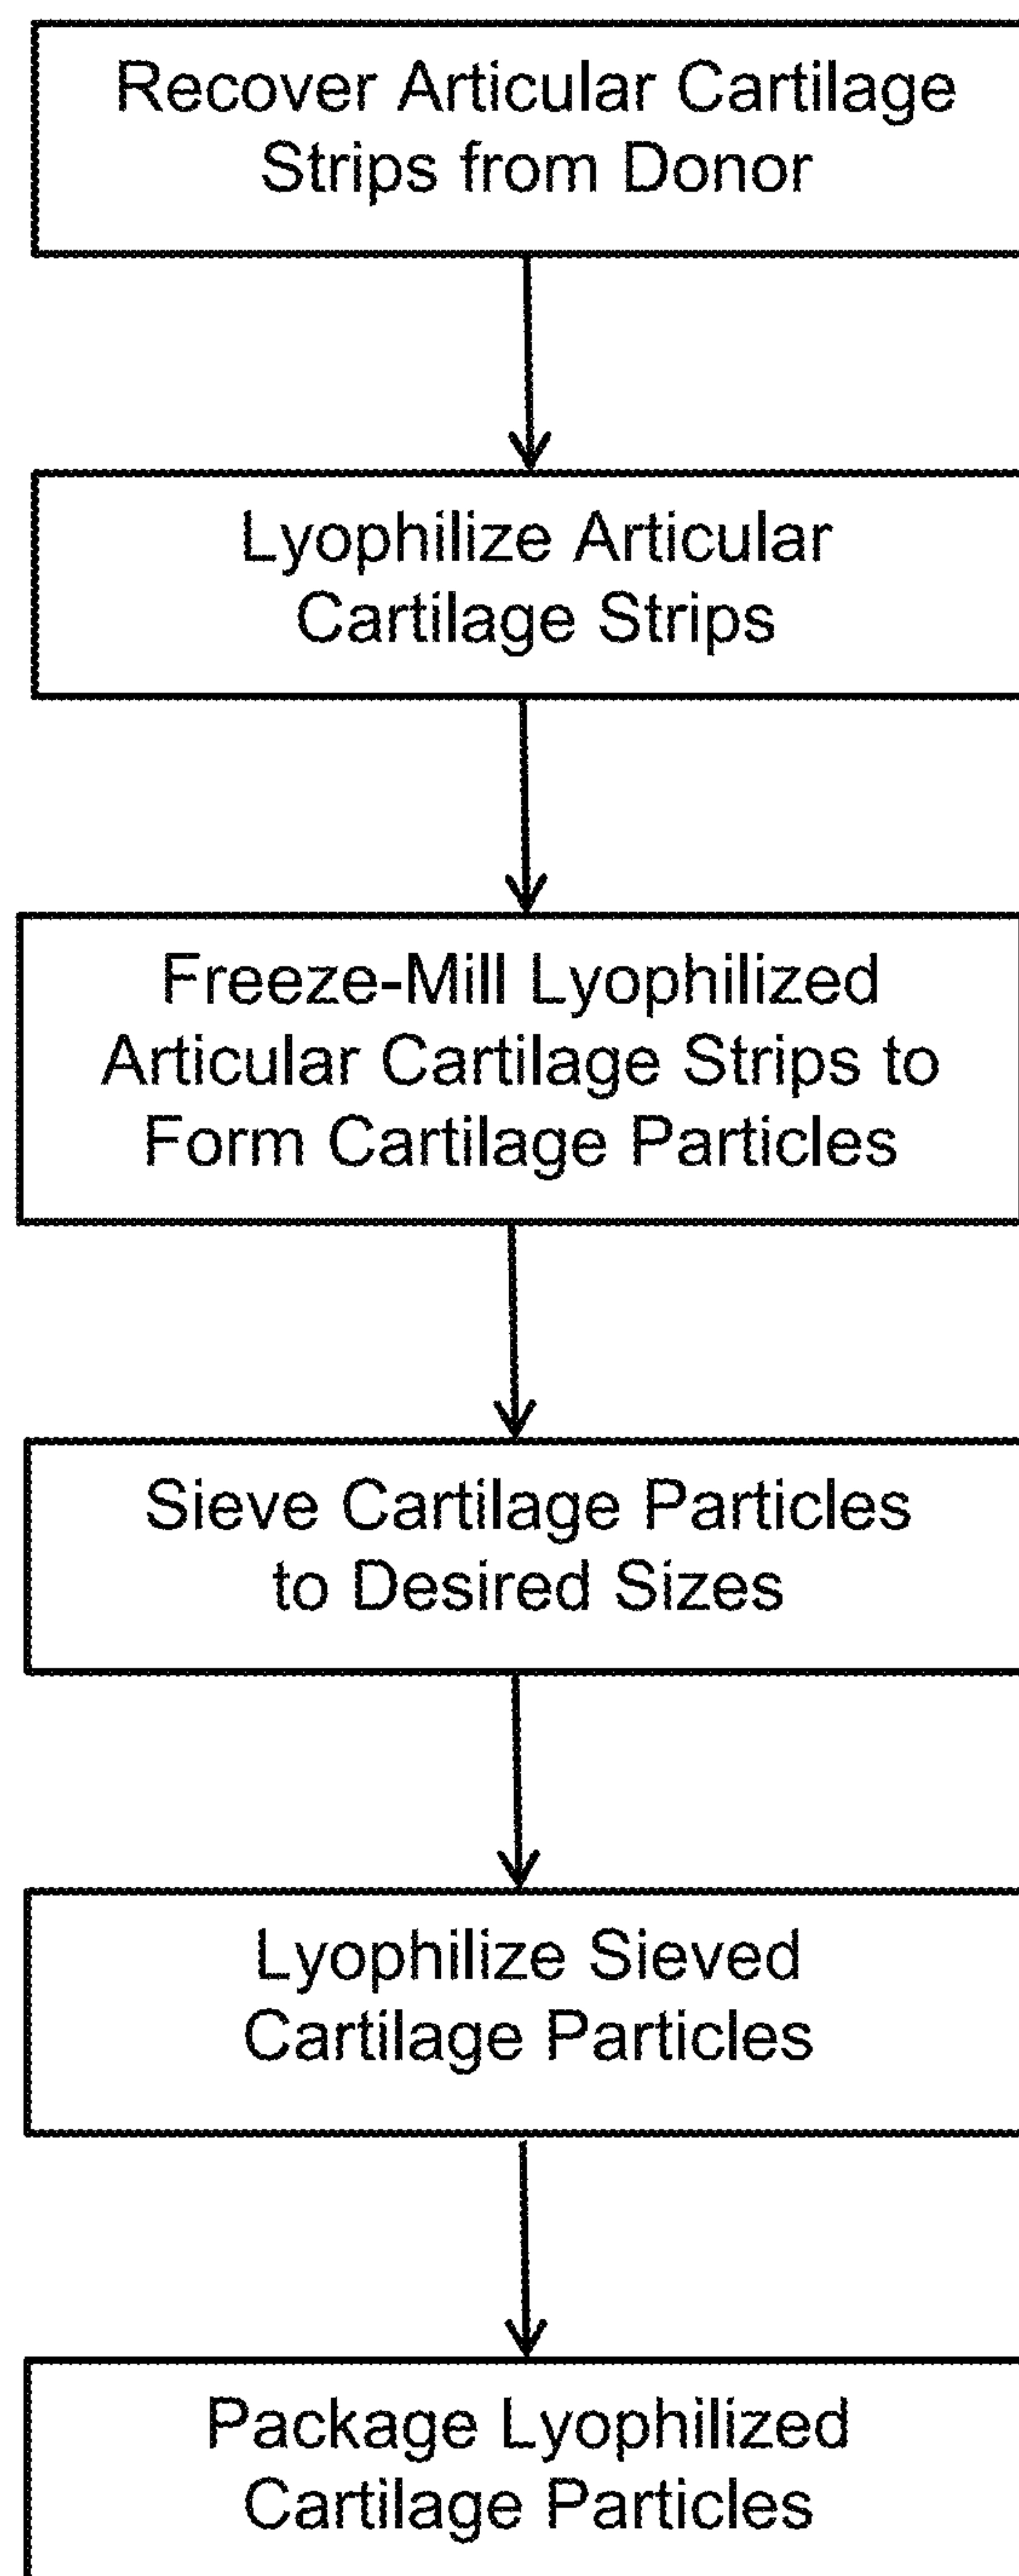 Recover Articular Cartilage
Strips from Donor
Lyophilize Articular
Cartilage Strips
Freeze-Mill Lyophilized
Articular Cartilage Strips to
Form Cartilage Particles
Sieve Cartilage Particles
to Desired Sizes
Lyophilize Sieved
Cartilage Particles
Package Lyophilized
Cartilage Particles